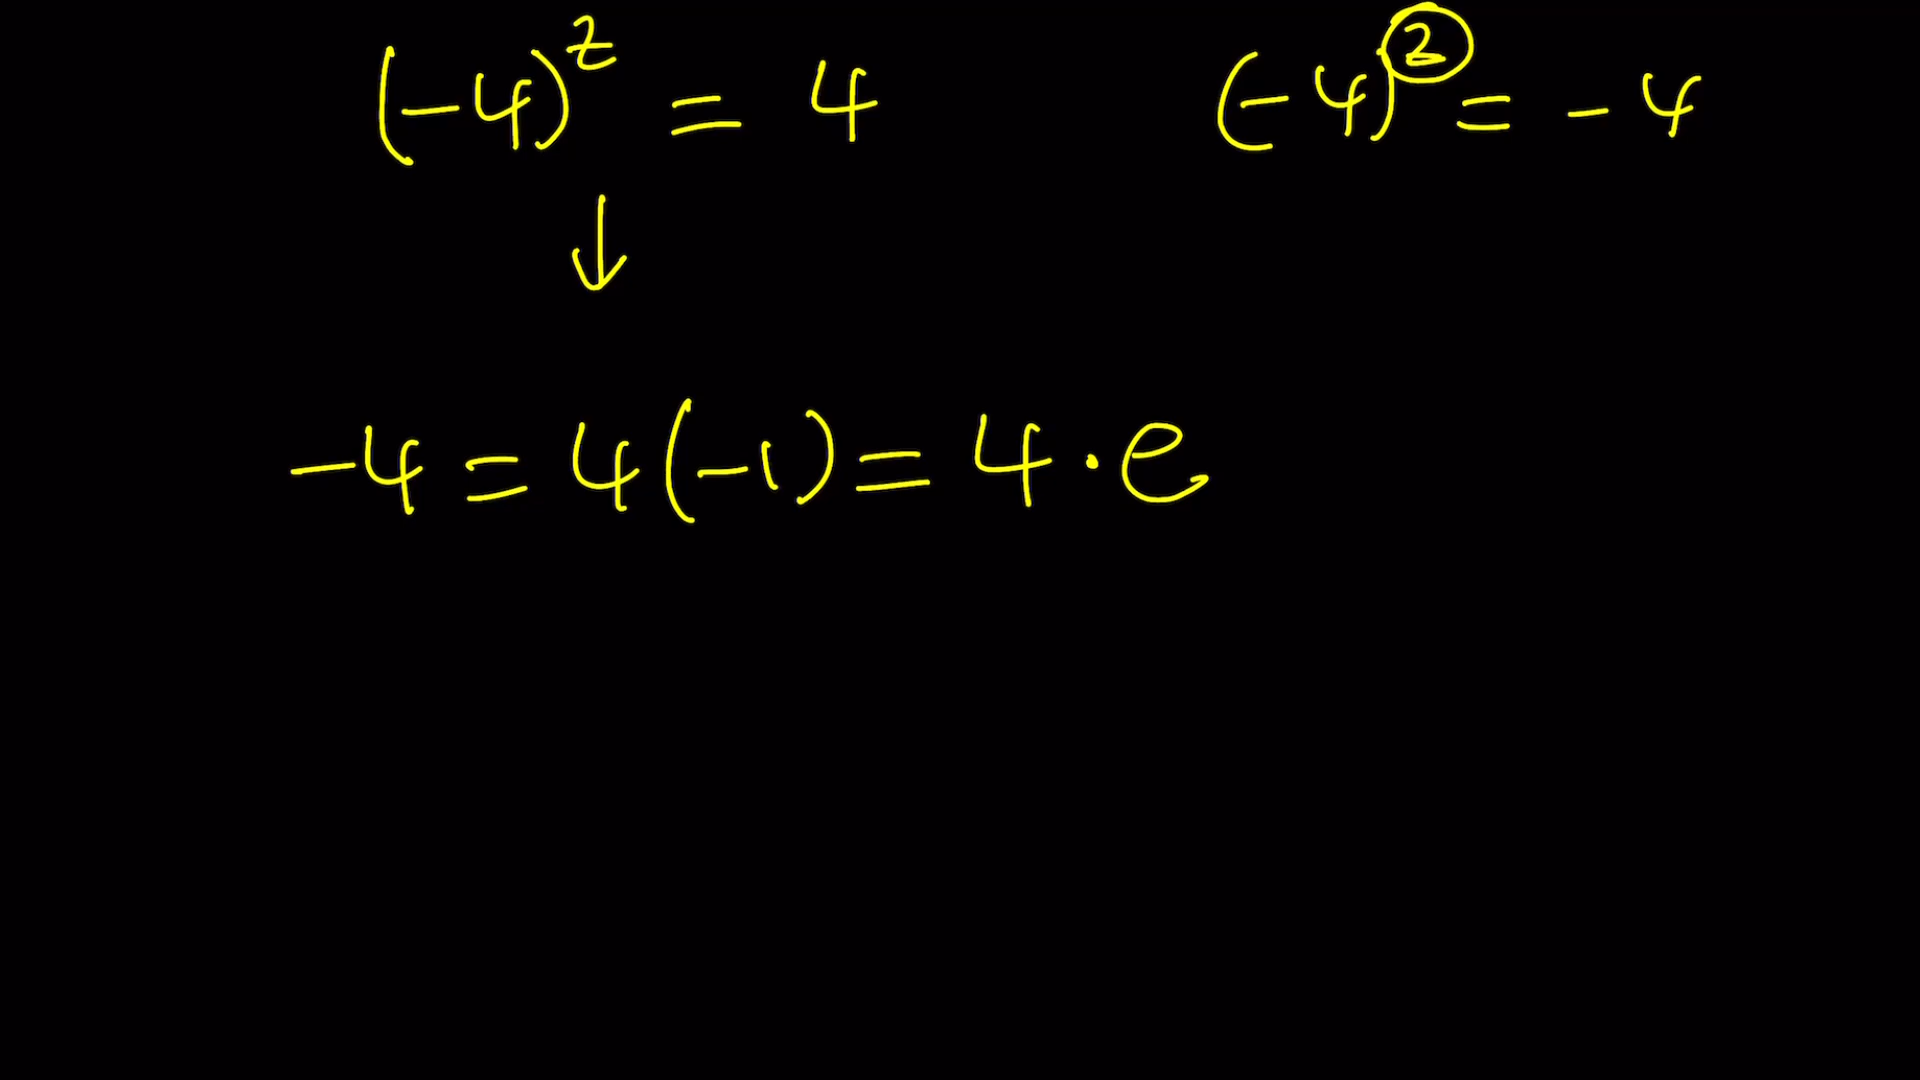 (-4)^z = 4 (-4)^② = -4
↓
-4 = 4(-1) = 4·e